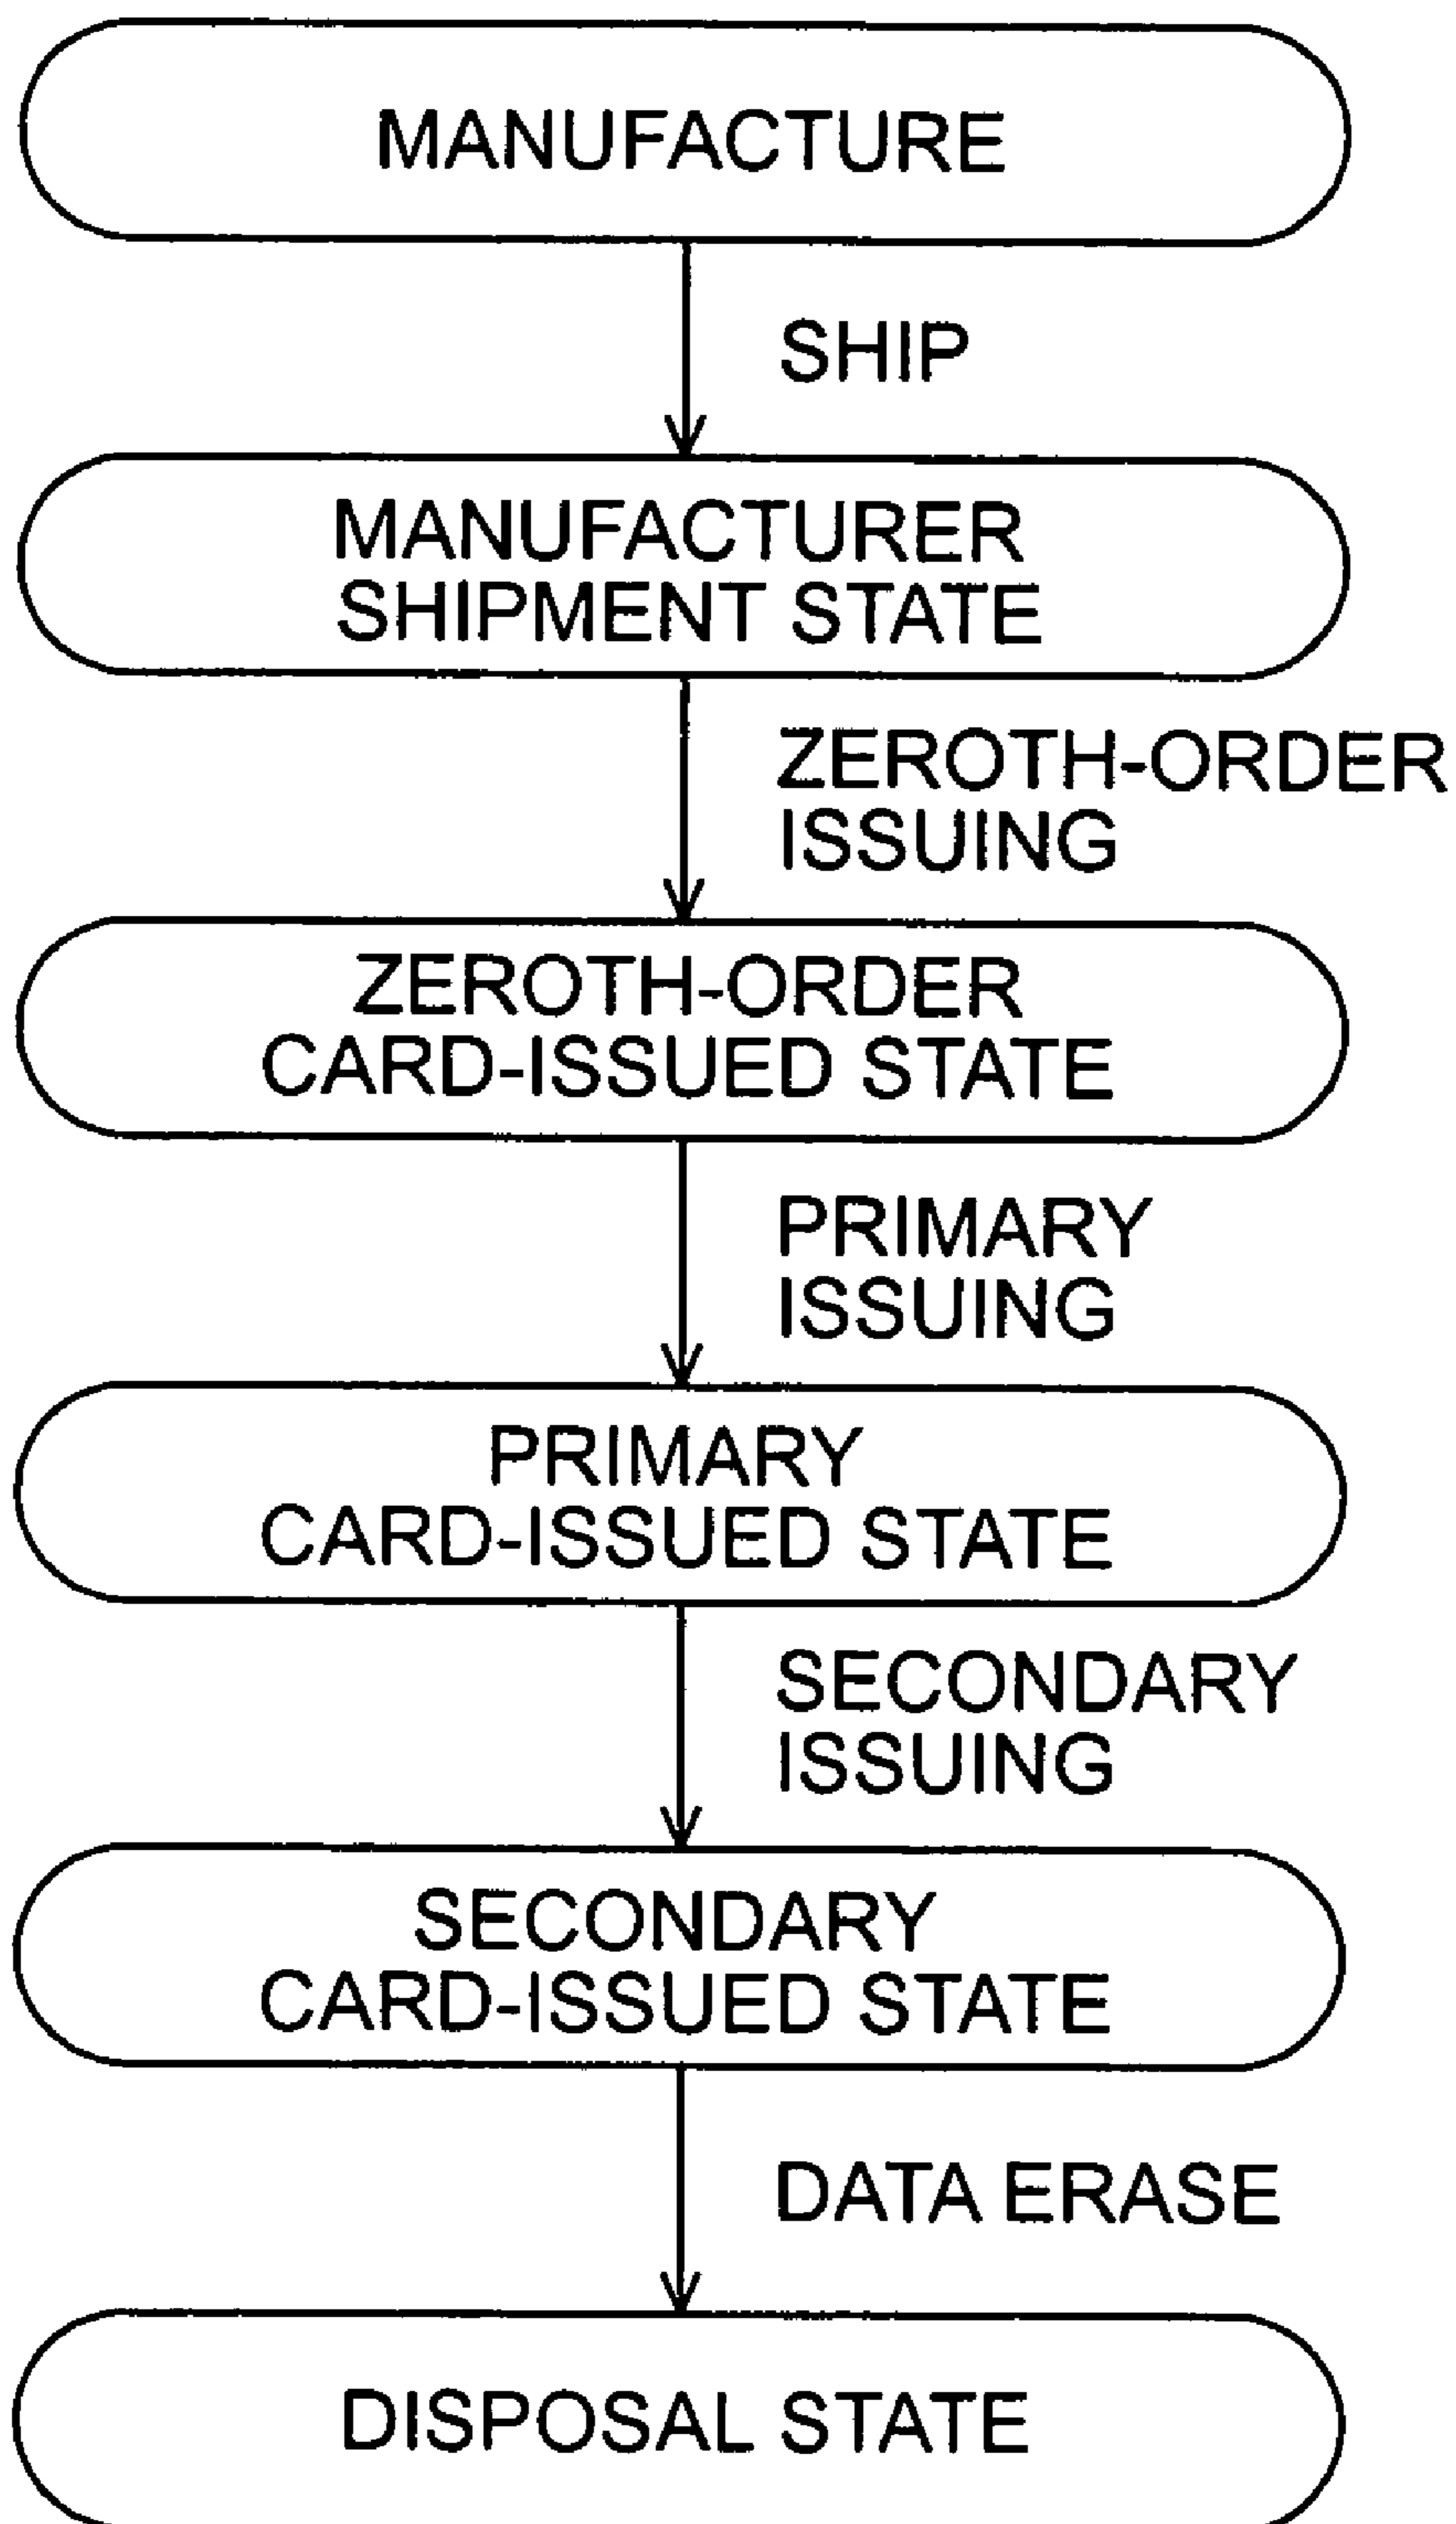 MANUFACTURE
SHIP
MANUFACTURER
SHIPMENT STATE
ZEROTH-ORDER
ISSUING
ZEROTH-ORDER
CARD-ISSUED STATE
PRIMARY
ISSUING
PRIMARY
CARD-ISSUED STATE
SECONDARY
ISSUING
SECONDARY
CARD-ISSUED STATE
DATA ERASE
DISPOSAL STATE